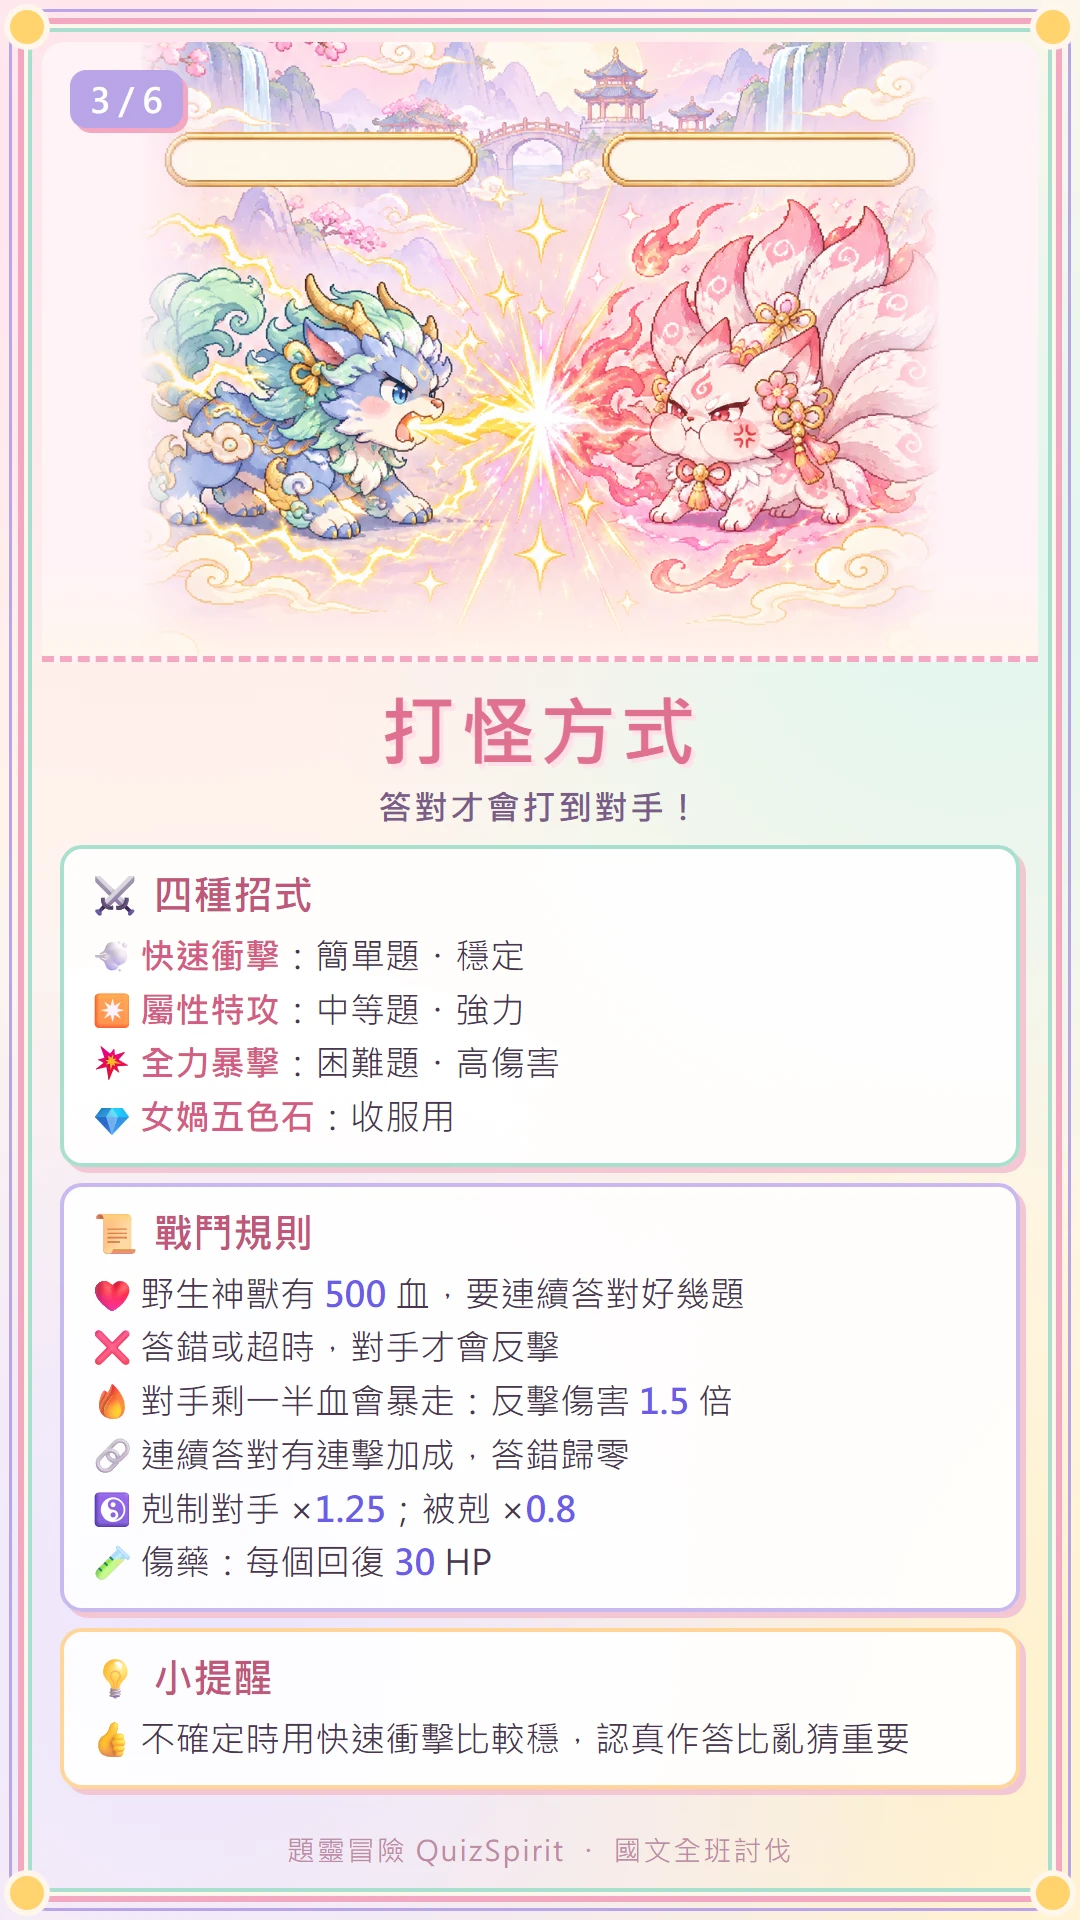 3/6
打怪方式
答對才會打到對手！
四種招式
快速衝擊：簡單題．穩定
屬性特攻：中等題．強力
全力暴擊：困難題．高傷害
女媧五色石：收服用
戰鬥規則
野生神獸有 500 血，要連續答對好幾題
答錯或超時，對手才會反擊
對手剩一半血會暴走：反擊傷害 1.5 倍
連續答對有連擊加成，答錯歸零
剋制對手 ×1.25；被剋 ×0.8
傷藥：每個回復 30 HP
小提醒
不確定時用快速衝擊比較穩，認真作答比亂猜重要
題靈冒險 QuizSpirit · 國文全班討伐